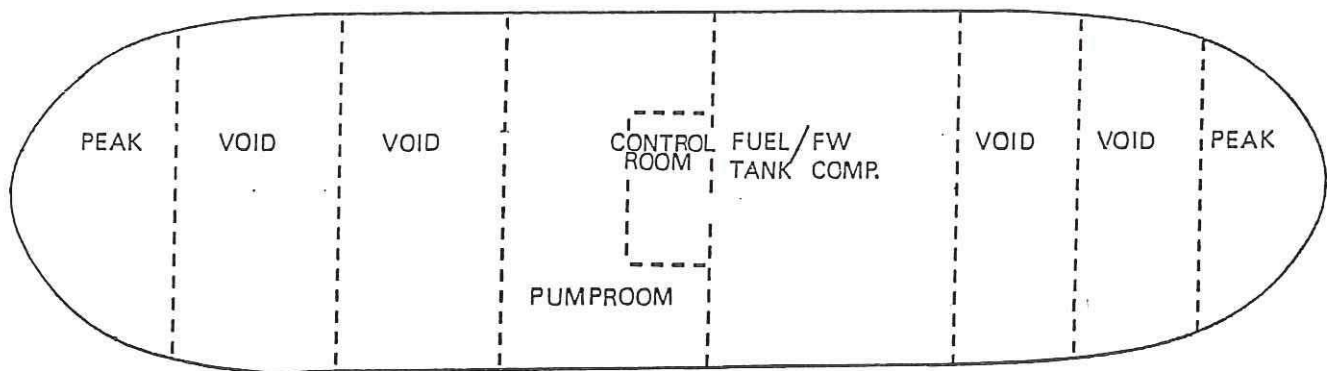 PEAK
VOID
VOID
CONTROL
ROOM
FUEL/FW
TANK COMP.
VOID
VOID
PEAK
PUMPROOM